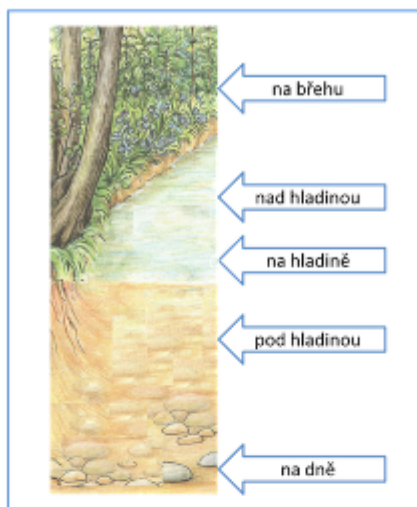 na břehu
nad hladinou
na hladině
pod hladinou
na dně